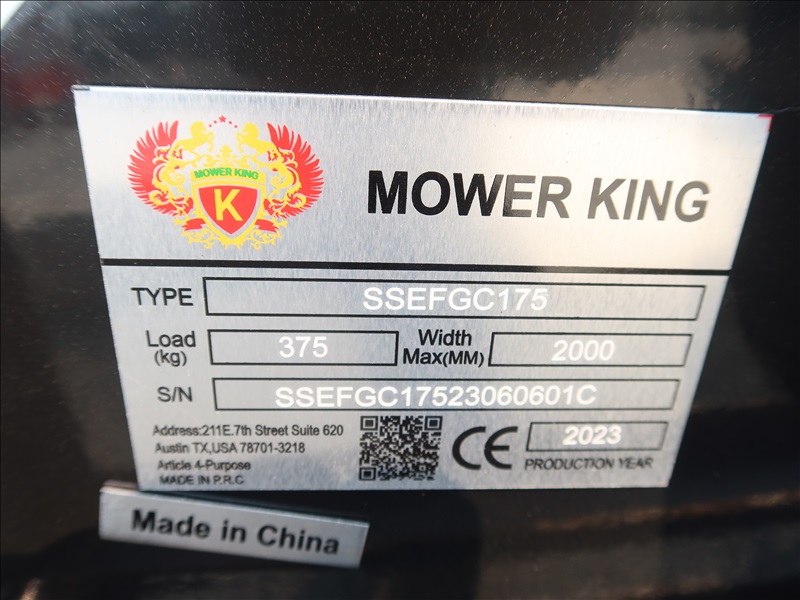 MOWER KING
K
MOWER KING
TYPE SSEFGC175
Load (kg) 375 Width Max(MM) 2000
S/N SSEFGC17523060601C
Address:211E.7th Street Suite 620
Austin TX,USA 78701-3218
Article 4-Purpose
MADE IN P.R.C
CE
2023
PRODUCTION YEAR
Made in China